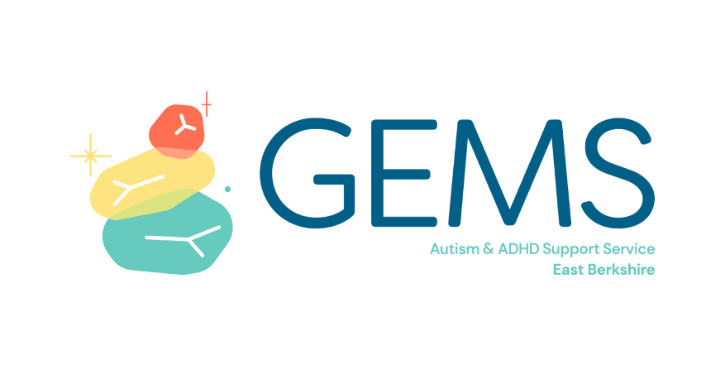 GEMS
Autism & ADHD Support Service
East Berkshire